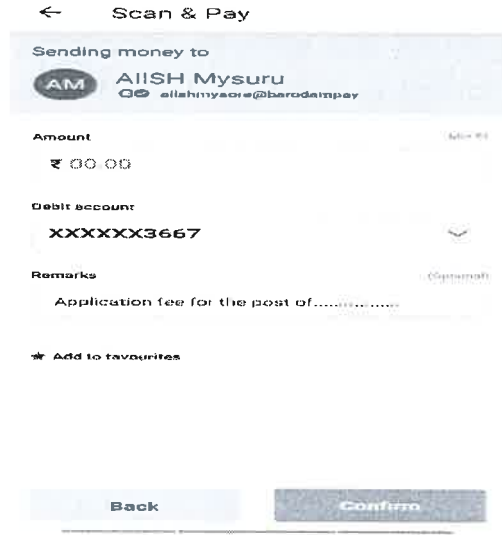 Scan & Pay
Sending money to
AM
AIISH Mysuru
aiishmysore@barodampay
Amount
₹ 00.00
Debit account
XXXXXX3667
Remarks
(Optional)
Application fee for the post of...............
★ Add to favourites
Back
Confirm